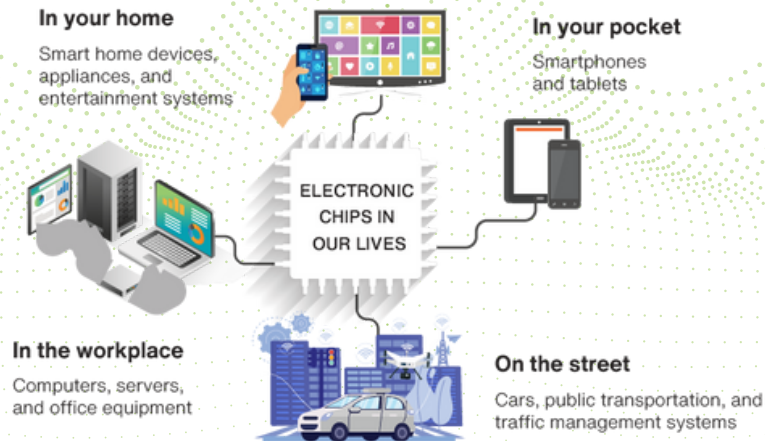 In your home
Smart home devices,
appliances, and
entertainment systems
In your pocket
Smartphones
and tablets
ELECTRONIC
CHIPS IN
OUR LIVES
In the workplace
Computers, servers,
and office equipment
On the street
Cars, public transportation, and
traffic management systems